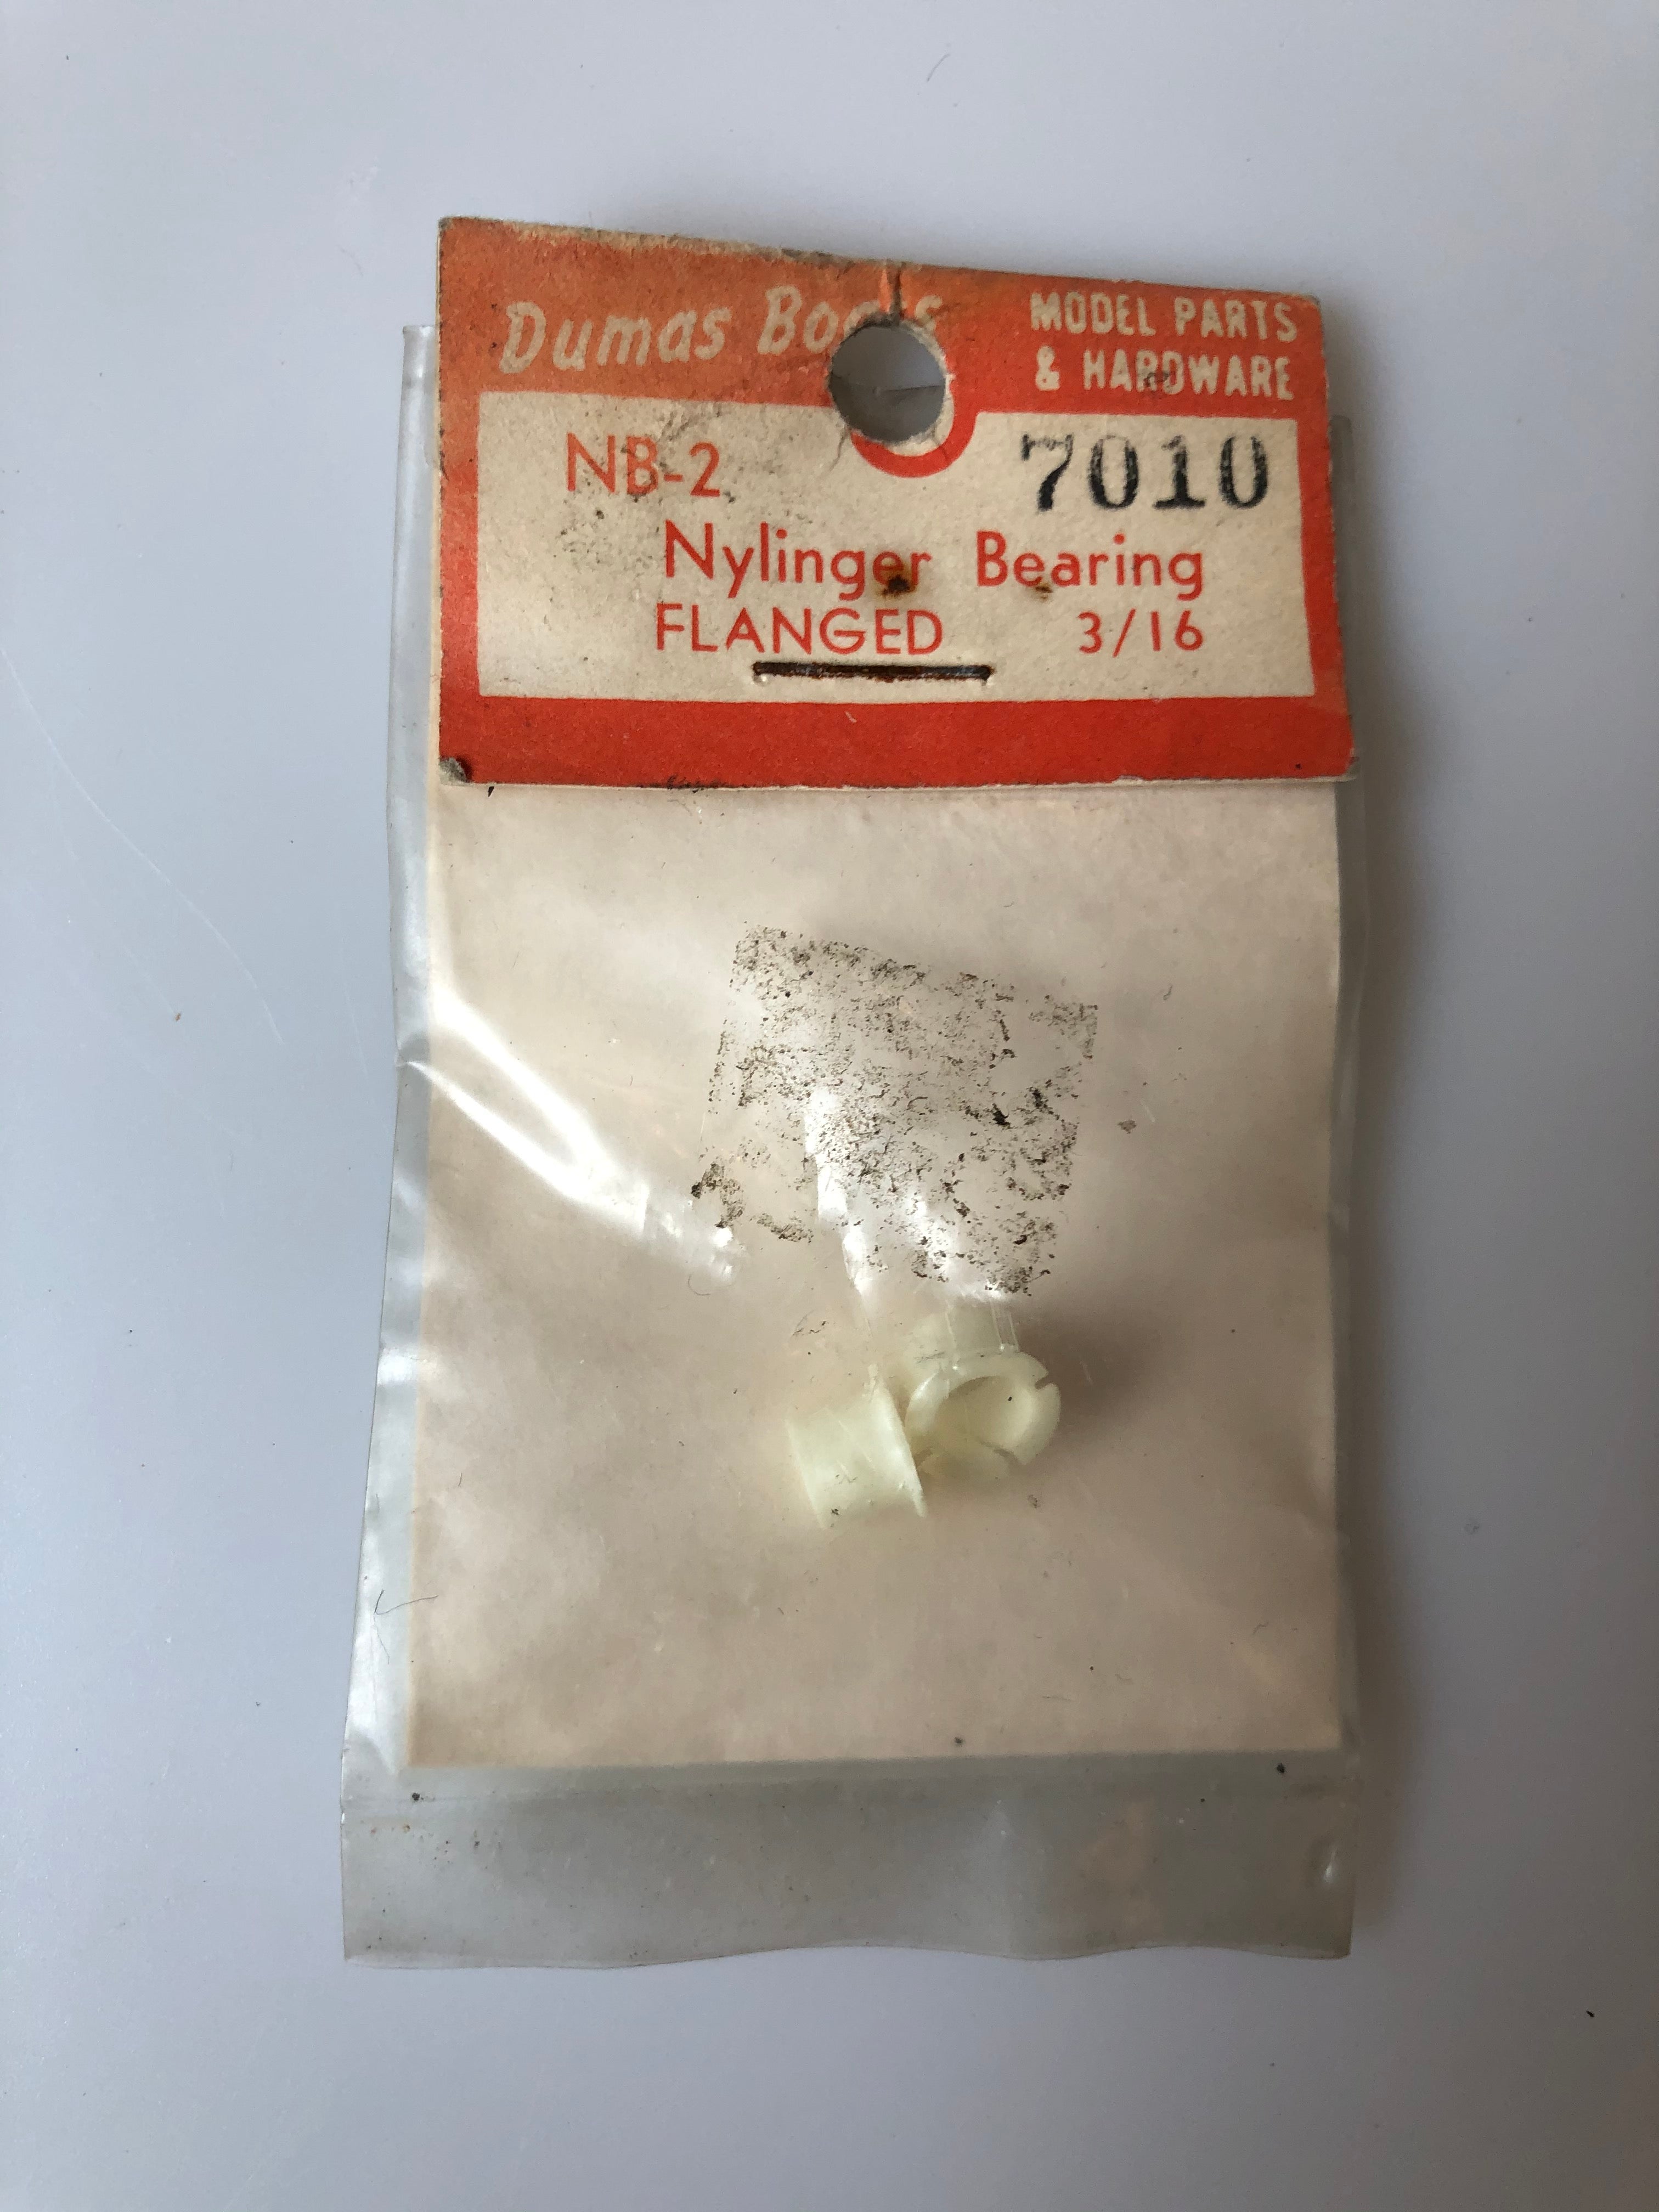 Dumas Boats
MODEL PARTS
& HARDWARE
NB-2
7010
Nylinger Bearing
FLANGED 3/16